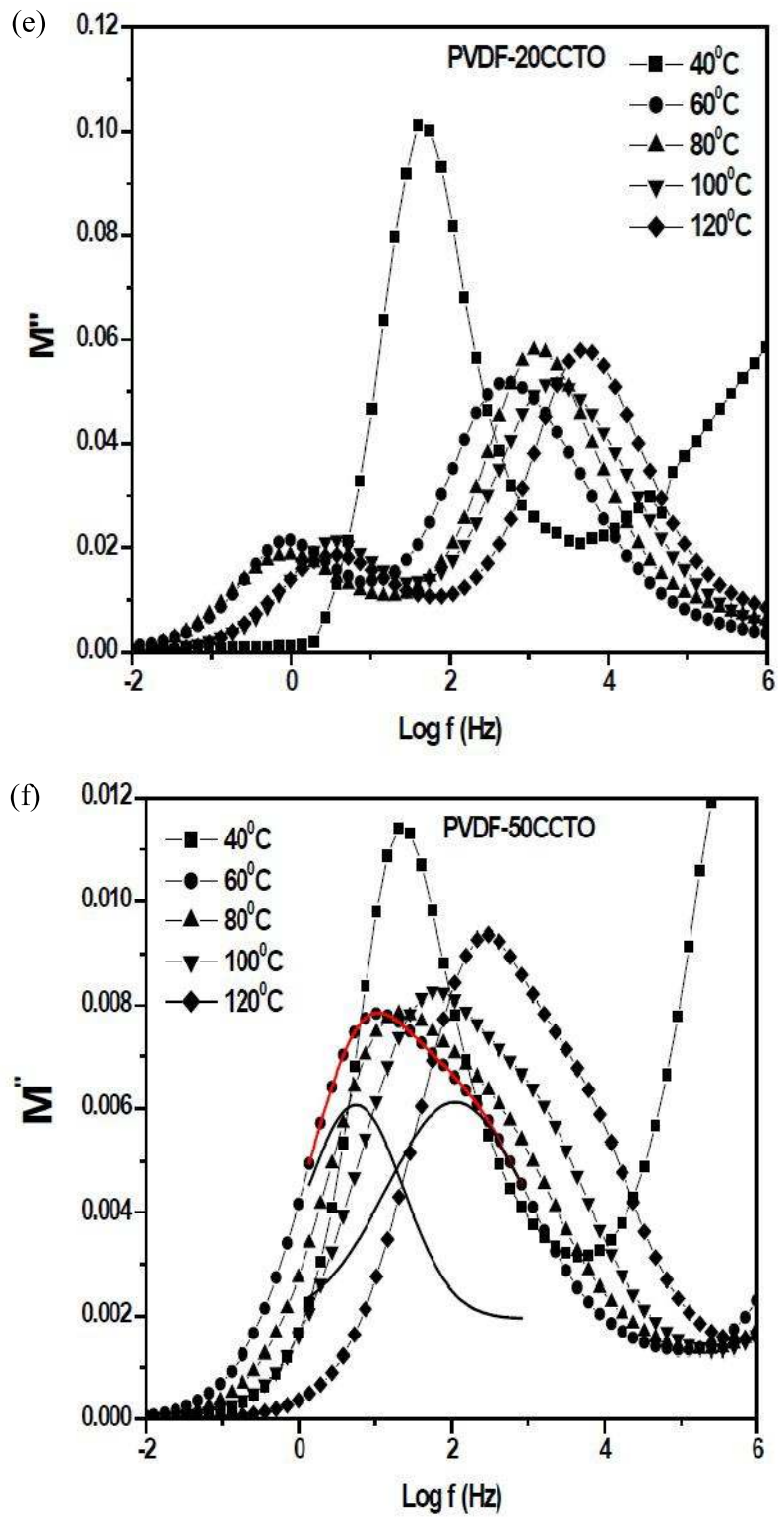 (e)
PVDF-20CCTO
40⁰C
60⁰C
80⁰C
100⁰C
120⁰C
0.12
0.10
0.08
0.06
0.04
0.02
0.00
M"
-2 0 2 4 6
Log f (Hz)
(f)
PVDF-50CCTO
40⁰C
60⁰C
80⁰C
100⁰C
120⁰C
0.012
0.010
0.008
0.006
0.004
0.002
0.000
M"
-2 0 2 4 6
Log f (Hz)